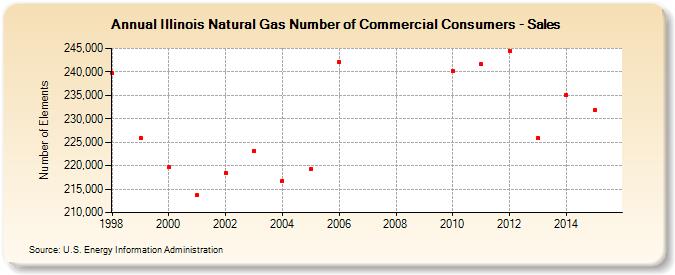 Annual Illinois Natural Gas Number of Commercial Consumers - Sales
Number of Elements
245,000
240,000
235,000
230,000
225,000
220,000
215,000
210,000
1998 2000 2002 2004 2006 2008 2010 2012 2014
Source: U.S. Energy Information Administration